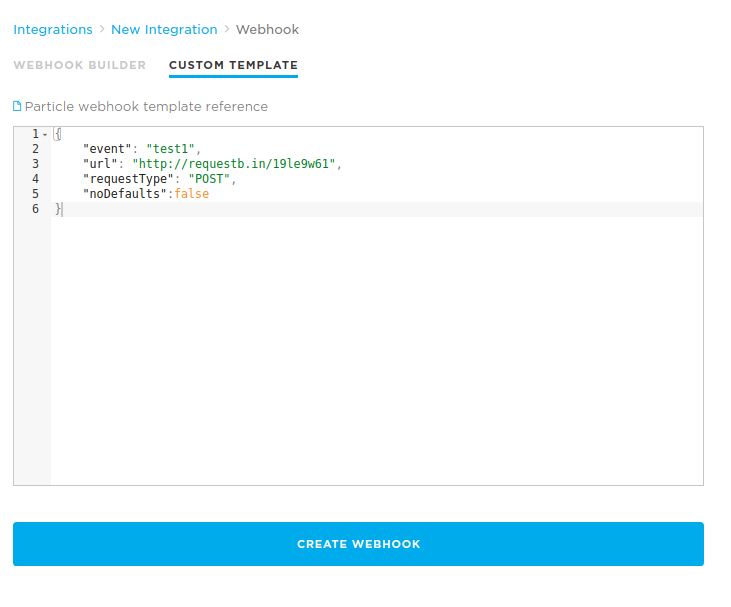 Integrations > New Integration > Webhook
WEBHOOK BUILDER CUSTOM TEMPLATE
Particle webhook template reference
1 {
2 "event": "test1",
3 "url": "http://requestb.in/19le9w61",
4 "requestType": "POST",
5 "noDefaults":false
6 }
CREATE WEBHOOK